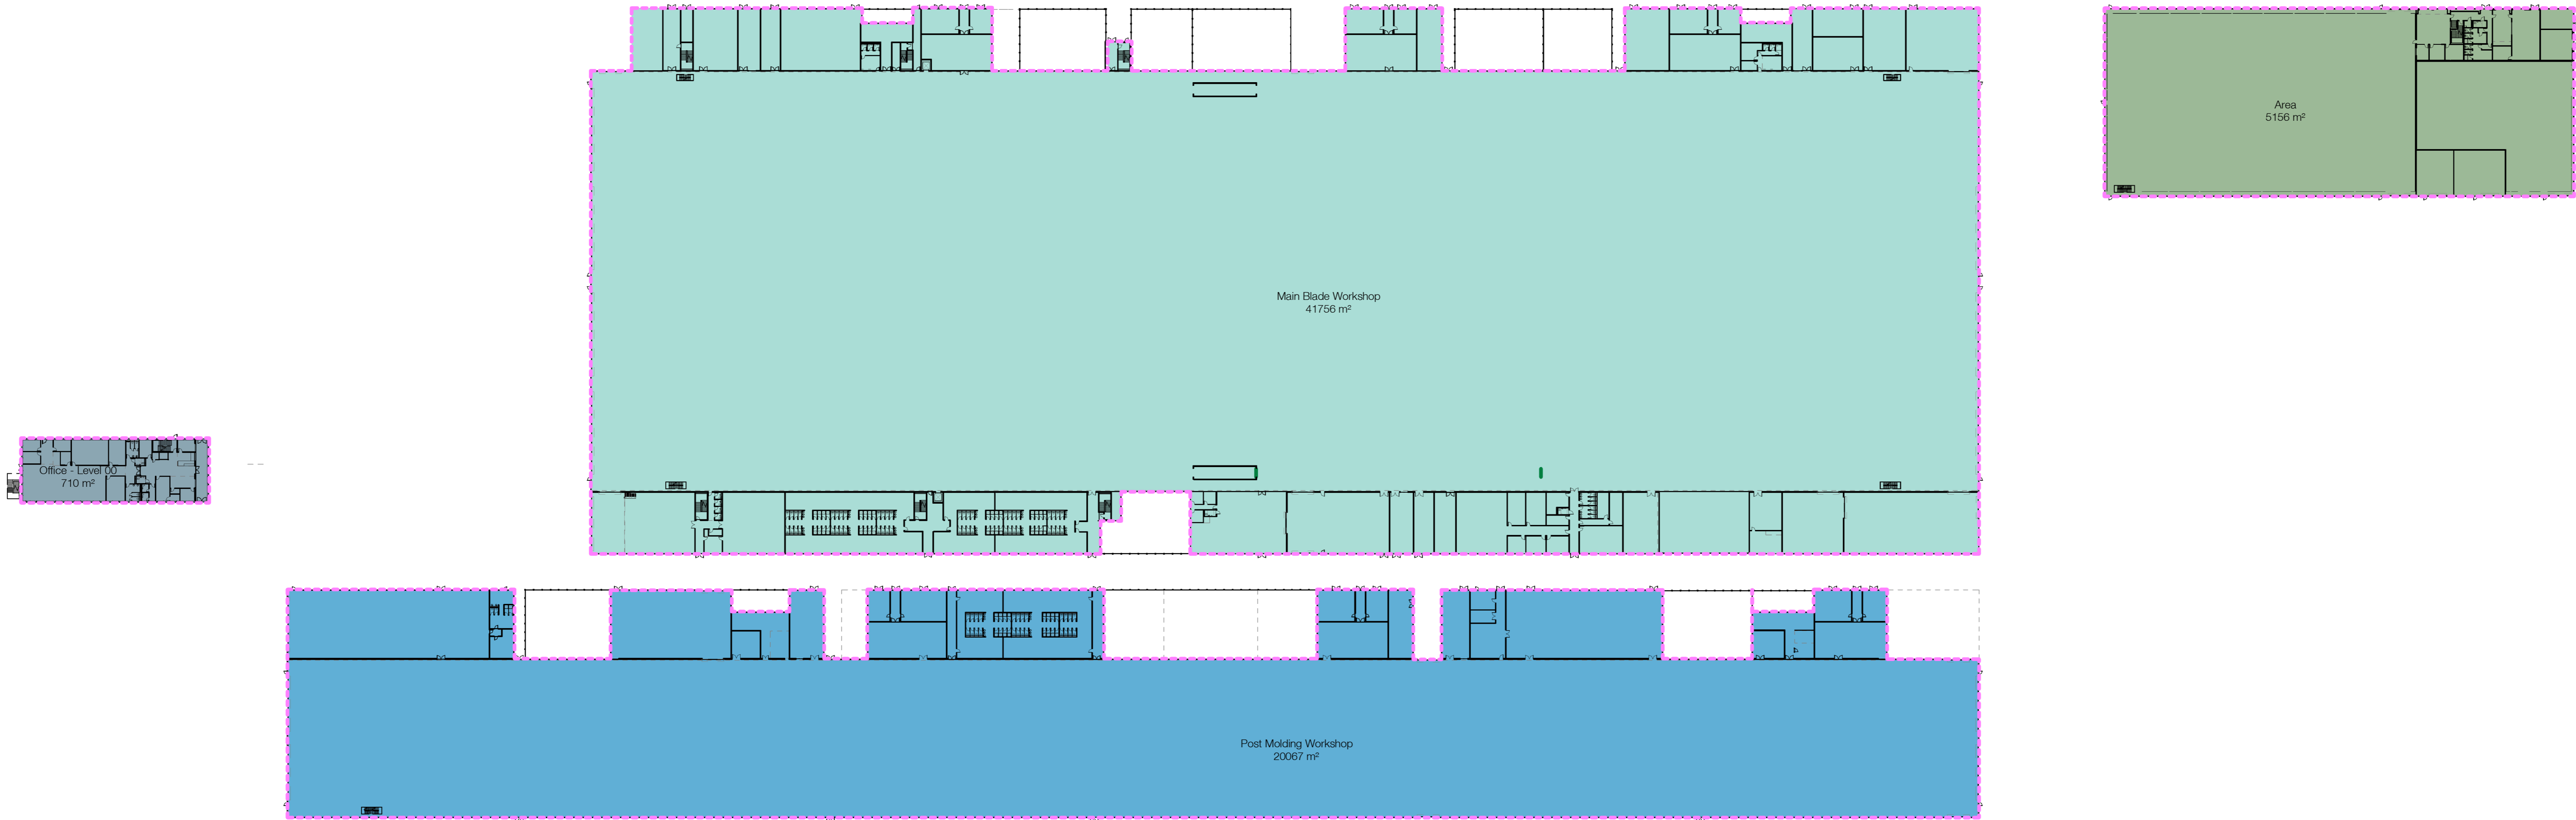 Area
5156 m²
Main Blade Workshop
41756 m²
Office - Level 00
710 m²
Post Molding Workshop
20067 m²